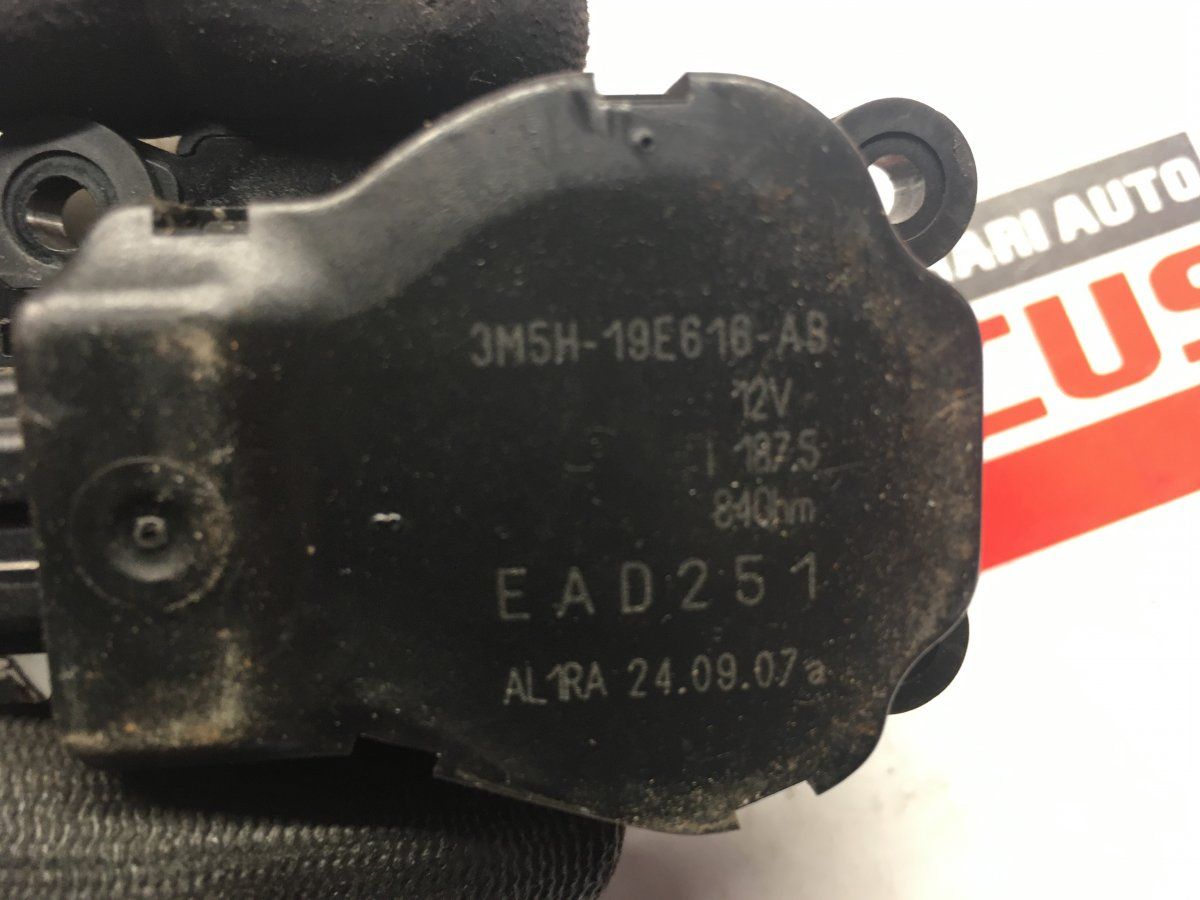 3M5H-19E616-AB
12V
I 187.5
84Ohm
EAD251
AL1RA 24.09.07a
ARI AUTO
CUS